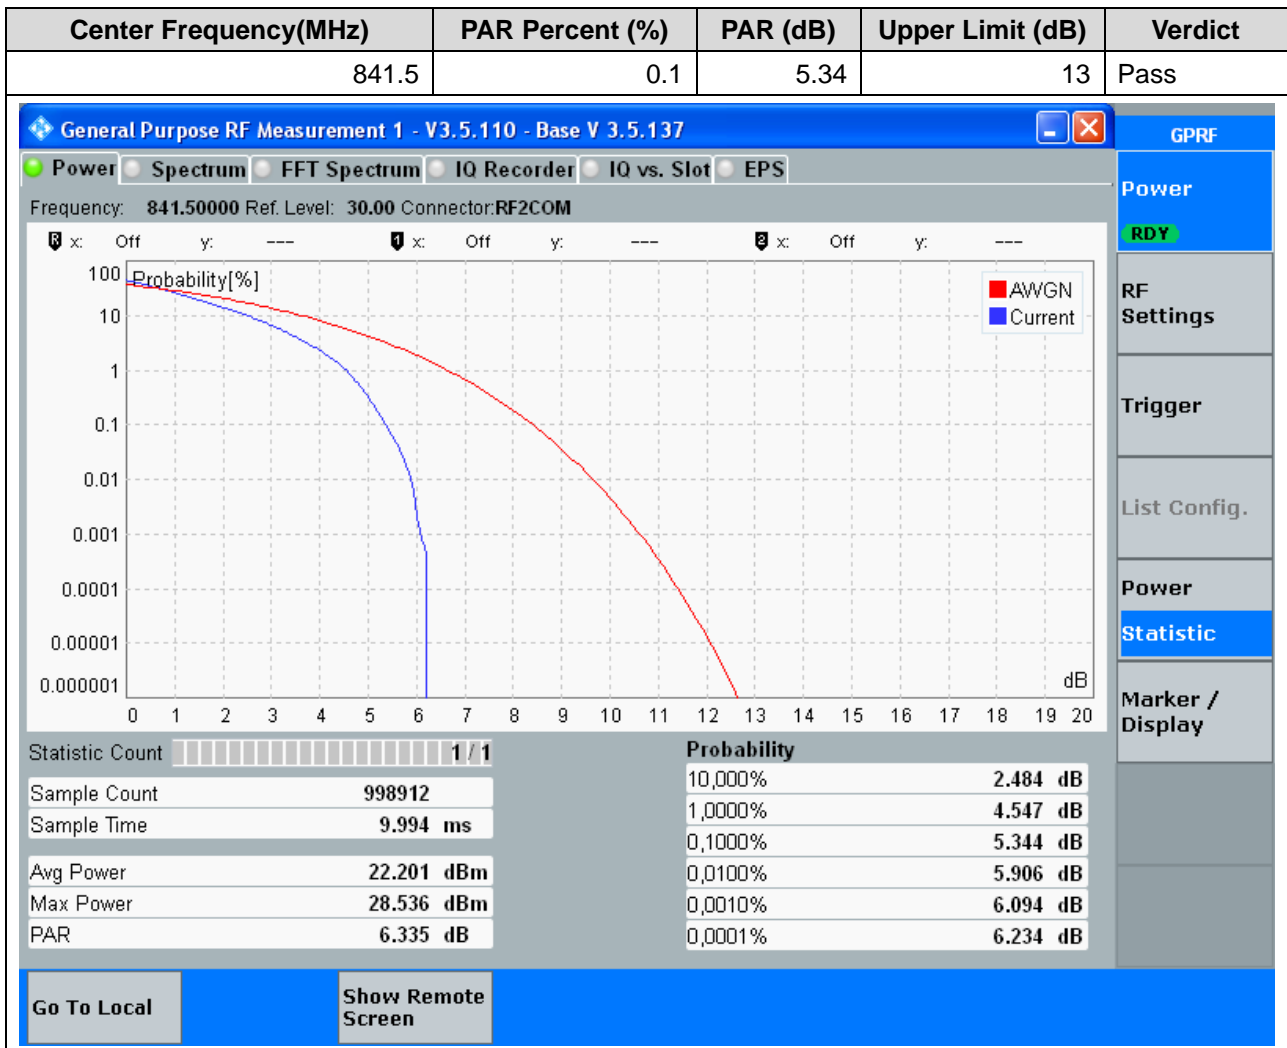 Center Frequency(MHz) PAR Percent (%) PAR (dB) Upper Limit (dB) Verdict
841.5 0.1 5.34 13 Pass
General Purpose RF Measurement 1 - V3.5.110 - Base V 3.5.137
GPRF
Power Spectrum FFT Spectrum IQ Recorder IQ vs. Slot EPS
Power
RDY
Frequency: 841.50000 Ref. Level: 30.00 Connector:RF2COM
R x: Off y: --- 1 x: Off y: --- 2 x: Off y: ---
Probability[%]
AWGN
Current
100
10
1
0.1
0.01
0.001
0.0001
0.00001
0.000001
dB
0 1 2 3 4 5 6 7 8 9 10 11 12 13 14 15 16 17 18 19 20
RF
Settings
Trigger
List Config.
Power
Statistic
Marker /
Display
Statistic Count 1 / 1
Sample Count 998912
Sample Time 9.994 ms
Avg Power 22.201 dBm
Max Power 28.536 dBm
PAR 6.335 dB
Probability
10,000% 2.484 dB
1,0000% 4.547 dB
0,1000% 5.344 dB
0,0100% 5.906 dB
0,0010% 6.094 dB
0,0001% 6.234 dB
Go To Local
Show Remote
Screen